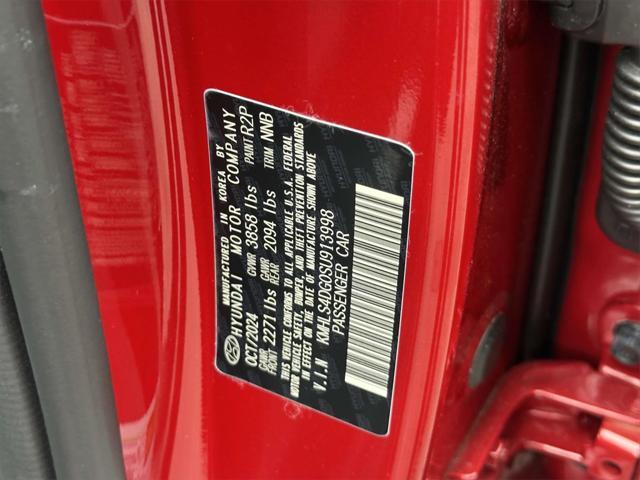 MANUFACTURED IN KOREA BY
HYUNDAI MOTOR COMPANY
OCT/2024 GVWR 3858 lbs PAINT R2P
GAWR FRONT 2271 lbs GAWR REAR 2094 lbs TRIM NNB
THIS VEHICLE CONFORMS TO ALL APPLICABLE U.S.A. FEDERAL
MOTOR VEHICLE SAFETY, BUMPER, AND THEFT PREVENTION STANDARDS
IN EFFECT ON THE DATE OF MANUFACTURE SHOWN ABOVE
V.I.N KMHLS4DG0SU913998
PASSENGER CAR